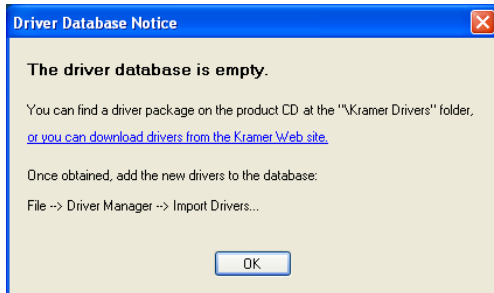 Driver Database Notice
The driver database is empty.
You can find a driver package on the product CD at the "\Kramer Drivers" folder,
or you can download drivers from the Kramer Web site.
Once obtained, add the new drivers to the database:
File --> Driver Manager --> Import Drivers...
OK